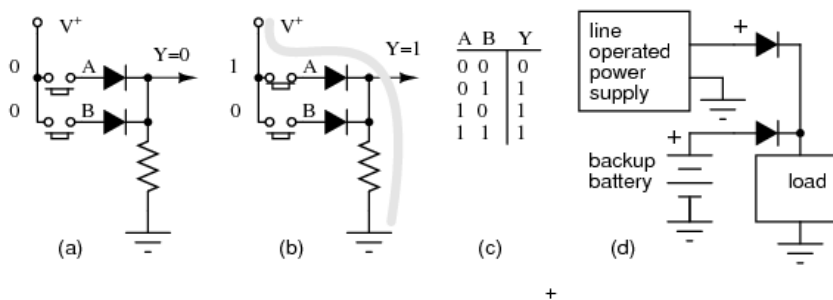 V+
Y=0
0
A
0
B
(a)
V+
Y=1
1
A
0
B
(b)
A B Y
0 0 0
0 1 1
1 0 1
1 1 1
(c)
line
operated
power
supply
+
+
backup
battery
load
(d)
+